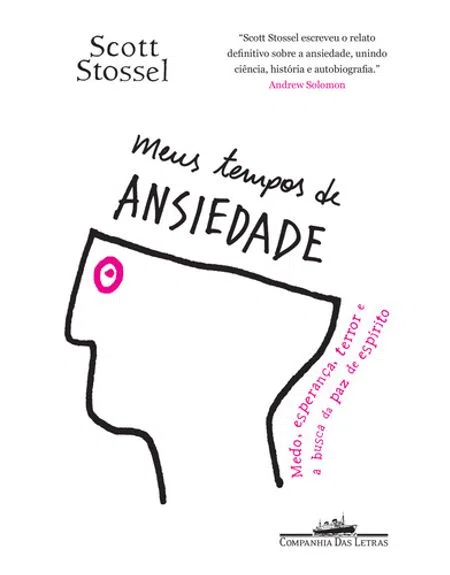 Scott
Stossel
“Scott Stossel escreveu o relato
definitivo sobre a ansiedade, unindo
ciência, história e autobiografia.”
Andrew Solomon
meus tempos de
ANSIEDADE
Medo, esperança, terror e
a busca da paz de espírito
COMPANHIA DAS LETRAS